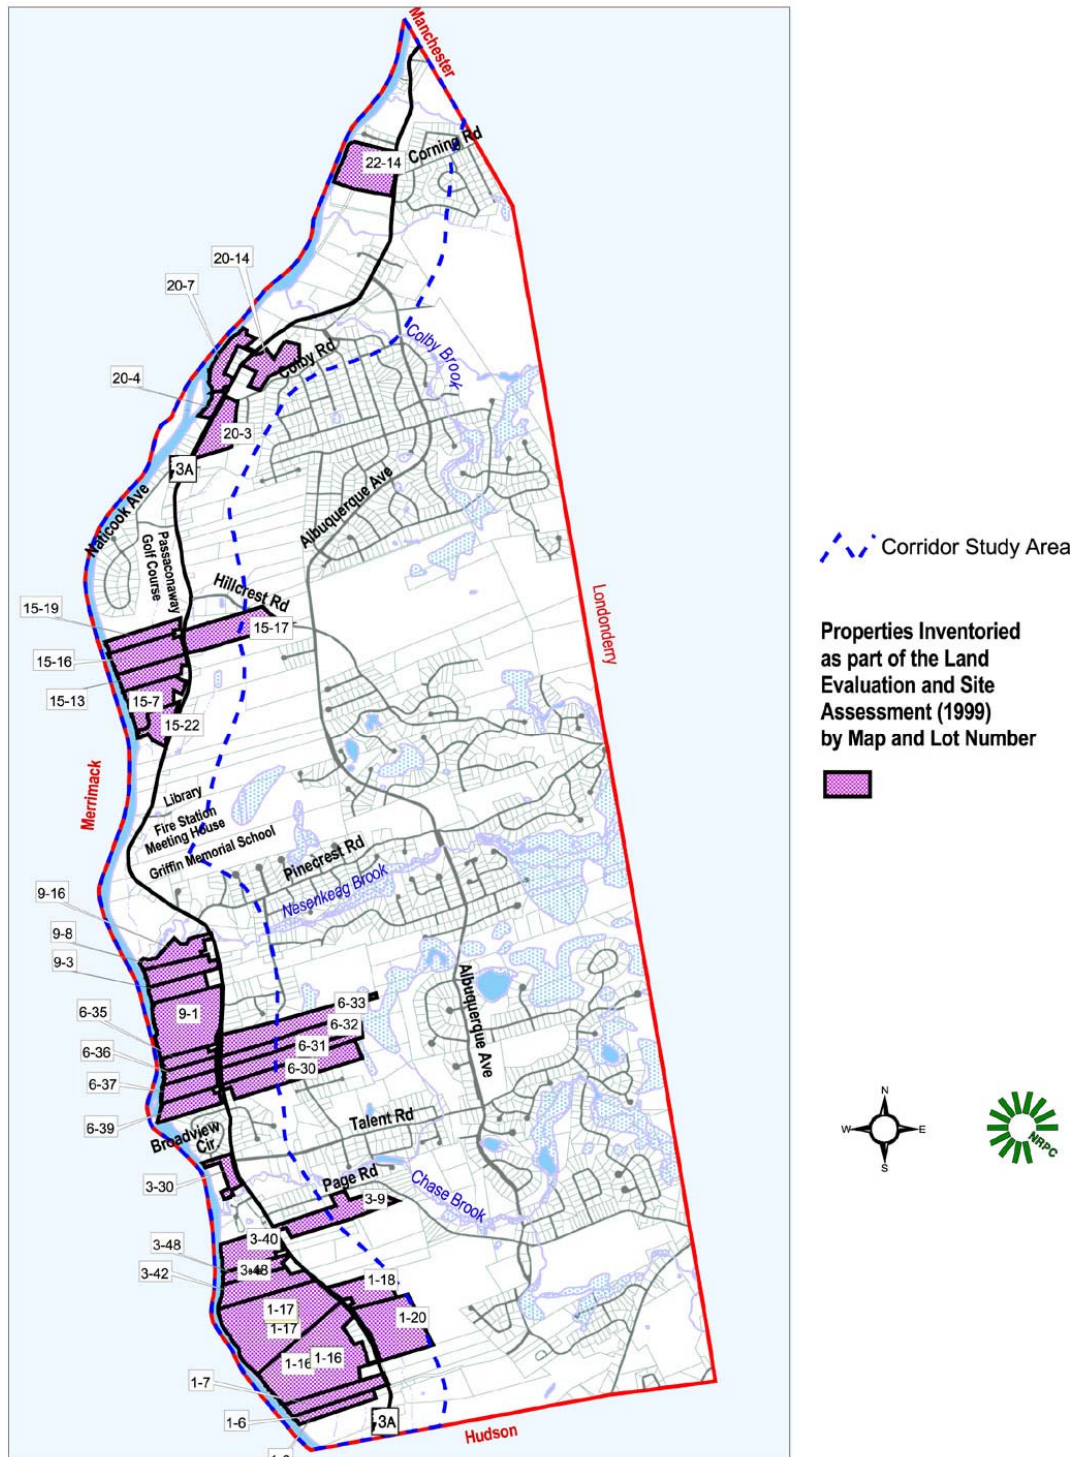 Manchester
Corning Rd
22-14
20-14
20-7
Colby Rd
Colby Brook
20-4
20-3
3A
Naticook Ave
Albuquerque Ave
Passaconaway
Golf Course
Hillcrest Rd
15-19
15-17
15-16
15-13
15-7
15-22
Londonderry
Merrimack
Library
Fire Station
Meeting House
Griffin Memorial School
Pinecrest Rd
Nesenkeag Brook
9-16
9-8
9-3
9-1
Albuquerque Ave
6-33
6-32
6-31
6-30
6-35
6-36
6-37
6-39
Broadview
Cir
Talent Rd
Page Rd
Chase Brook
3-30
3-9
3-40
3-48
3-48
3-42
1-18
1-20
1-17
1-17
1-16
1-16
1-7
1-6
3A
Hudson
Corridor Study Area
Properties Inventoried
as part of the Land
Evaluation and Site
Assessment (1999)
by Map and Lot Number
N
W
E
S
NRPC